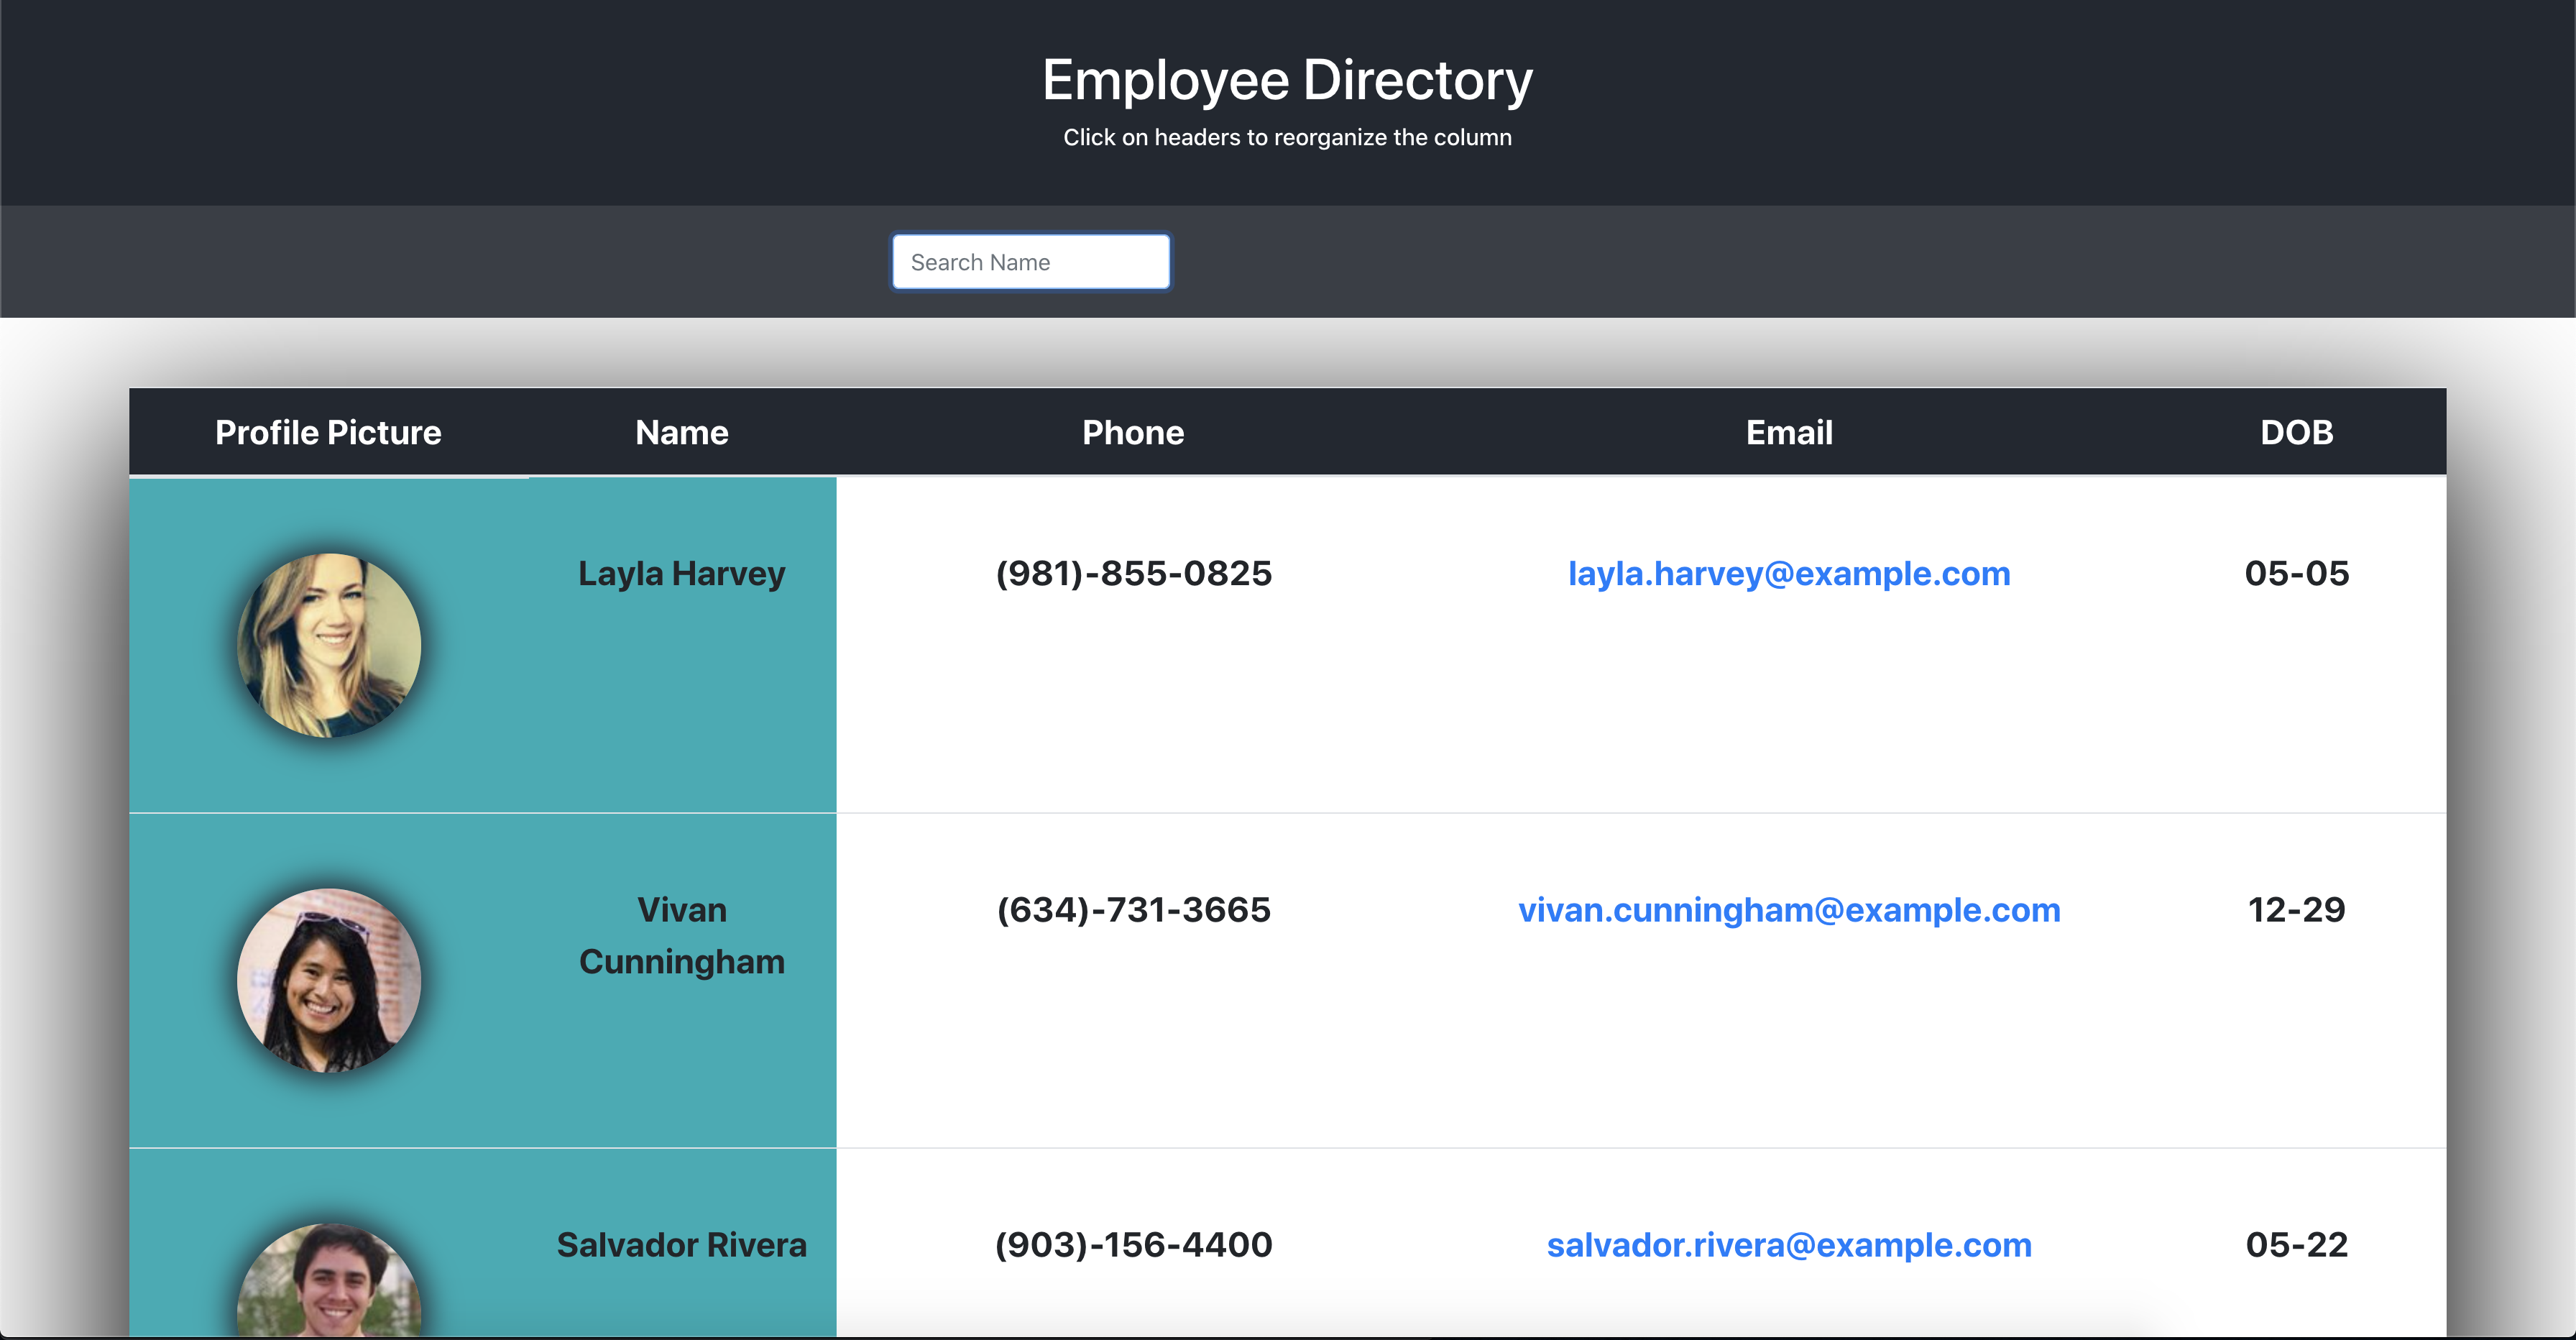 Employee Directory
Click on headers to reorganize the column
Search Name
Profile Picture Name Phone Email DOB
Layla Harvey (981)-855-0825 layla.harvey@example.com 05-05
Vivan (634)-731-3665 vivan.cunningham@example.com 12-29
Cunningham
Salvador Rivera (903)-156-4400 salvador.rivera@example.com 05-22